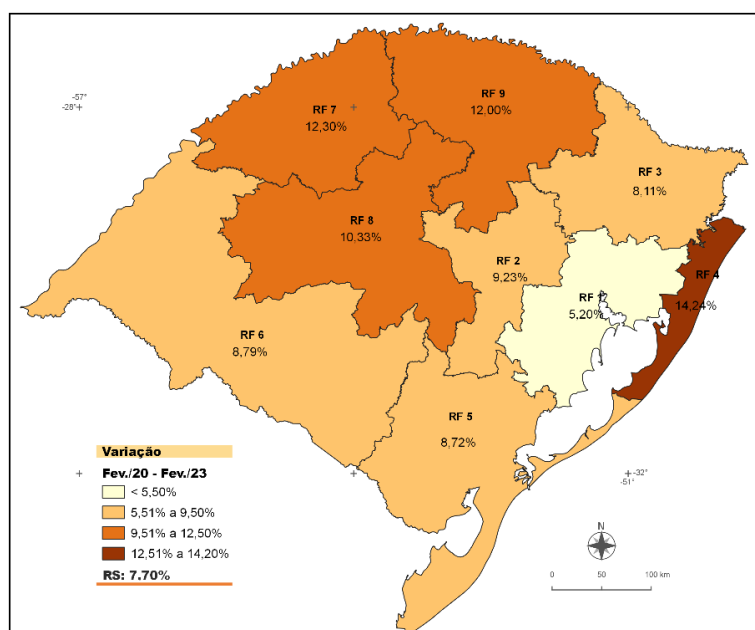 -57°
-28°
RF 7
12,30%
RF 9
12,00%
RF 3
8,11%
RF 8
10,33%
RF 2
9,23%
RF 4
14,24%
RF 1
5,20%
RF 6
8,79%
RF 5
8,72%
-32°
-51°
Variação
Fev./20 - Fev./23
< 5,50%
5,51% a 9,50%
9,51% a 12,50%
12,51% a 14,20%
RS: 7.70%
N
0 50 100 km